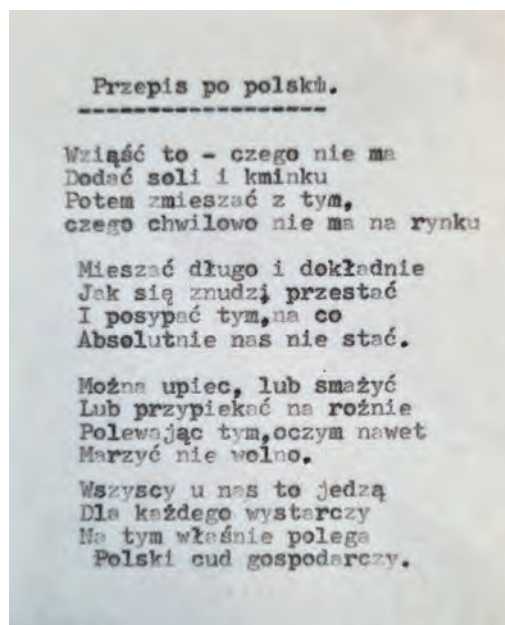 Przepis po polsku.
Wziąść to - czego nie ma
Dodać soli i kminku
Potem zmieszać z tym,
czego chwilowo nie ma na rynku
Mieszać długo i dokładnie
Jak się znudzi przestać
I posypać tym,na co
Absolutnie nas nie stać.
Można upiec, lub smażyć
Lub przypiekać na rożnie
Polewając tym,oczym nawet
Marzyć nie wolno.
Wszyscy u nas to jedzą
Dla każdego wystarczy
Na tym właśnie polega
Polski cud gospodarczy.